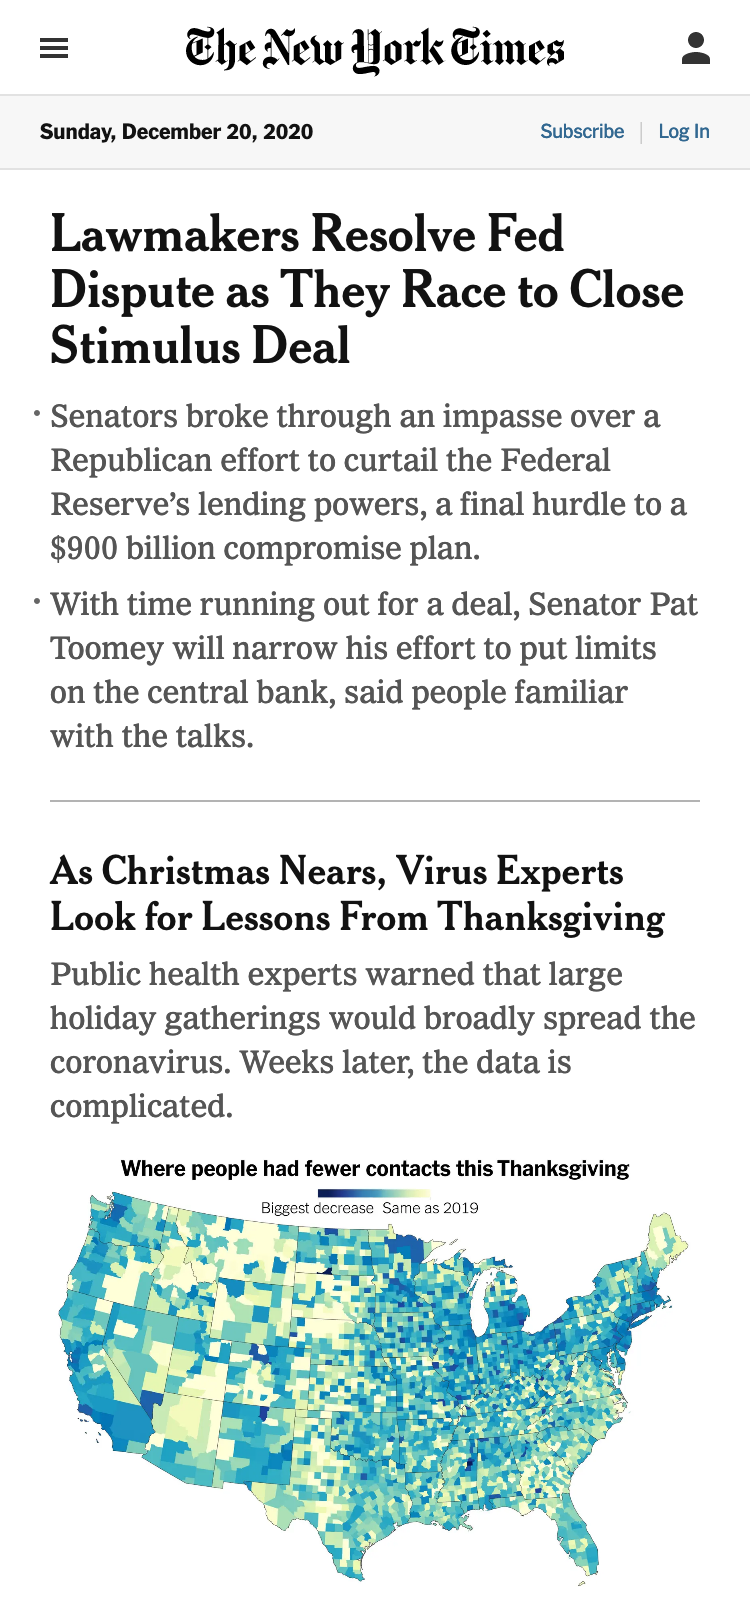 The New York Times
Sunday, December 20, 2020
Subscribe | Log In
Lawmakers Resolve Fed
Dispute as They Race to Close
Stimulus Deal
• Senators broke through an impasse over a
Republican effort to curtail the Federal
Reserve’s lending powers, a final hurdle to a
$900 billion compromise plan.
• With time running out for a deal, Senator Pat
Toomey will narrow his effort to put limits
on the central bank, said people familiar
with the talks.
As Christmas Nears, Virus Experts
Look for Lessons From Thanksgiving
Public health experts warned that large
holiday gatherings would broadly spread the
coronavirus. Weeks later, the data is
complicated.
Where people had fewer contacts this Thanksgiving
Biggest decrease Same as 2019